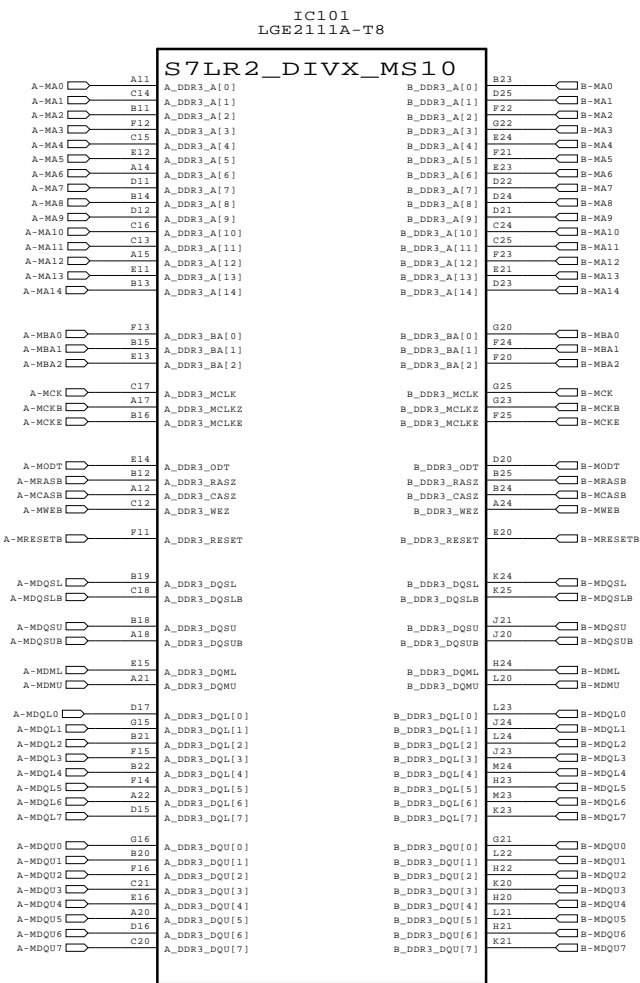 IC101
LGE2111A-T8
S7LR2_DIVX_MS10
A-MA0 A11 A_DDR3_A[0] B_DDR3_A[0] B23 B-MA0
A-MA1 C14 A_DDR3_A[1] B_DDR3_A[1] D25 B-MA1
A-MA2 B11 A_DDR3_A[2] B_DDR3_A[2] F22 B-MA2
A-MA3 F12 A_DDR3_A[3] B_DDR3_A[3] G22 B-MA3
A-MA4 C15 A_DDR3_A[4] B_DDR3_A[4] E24 B-MA4
A-MA5 E12 A_DDR3_A[5] B_DDR3_A[5] F21 B-MA5
A-MA6 A14 A_DDR3_A[6] B_DDR3_A[6] E23 B-MA6
A-MA7 D11 A_DDR3_A[7] B_DDR3_A[7] D22 B-MA7
A-MA8 B14 A_DDR3_A[8] B_DDR3_A[8] D24 B-MA8
A-MA9 D12 A_DDR3_A[9] B_DDR3_A[9] D21 B-MA9
A-MA10 C16 A_DDR3_A[10] B_DDR3_A[10] C24 B-MA10
A-MA11 C13 A_DDR3_A[11] B_DDR3_A[11] C25 B-MA11
A-MA12 A15 A_DDR3_A[12] B_DDR3_A[12] F23 B-MA12
A-MA13 E11 A_DDR3_A[13] B_DDR3_A[13] E21 B-MA13
A-MA14 B13 A_DDR3_A[14] B_DDR3_A[14] D23 B-MA14
A-MBA0 F13 A_DDR3_BA[0] B_DDR3_BA[0] G20 B-MBA0
A-MBA1 B15 A_DDR3_BA[1] B_DDR3_BA[1] F24 B-MBA1
A-MBA2 E13 A_DDR3_BA[2] B_DDR3_BA[2] F20 B-MBA2
A-MCK C17 A_DDR3_MCLK B_DDR3_MCLK G25 B-MCK
A-MCKB A17 A_DDR3_MCLKZ B_DDR3_MCLKZ G23 B-MCKB
A-MCKE B16 A_DDR3_MCLKE B_DDR3_MCLKE F25 B-MCKE
A-MODT E14 A_DDR3_ODT B_DDR3_ODT D20 B-MODT
A-MRASB B12 A_DDR3_RASZ B_DDR3_RASZ B25 B-MRASB
A-MCASB A12 A_DDR3_CASZ B_DDR3_CASZ B24 B-MCASB
A-MWEB C12 A_DDR3_WEZ B_DDR3_WEZ A24 B-MWEB
A-MRESETB F11 A_DDR3_RESET B_DDR3_RESET E20 B-MRESETB
A-MDQSL B19 A_DDR3_DQSL B_DDR3_DQSL K24 B-MDQSL
A-MDQSLB C18 A_DDR3_DQSLB B_DDR3_DQSLB K25 B-MDQSLB
A-MDQSU B18 A_DDR3_DQSU B_DDR3_DQSU J21 B-MDQSU
A-MDQSUB A18 A_DDR3_DQSUB B_DDR3_DQSUB J20 B-MDQSUB
A-MDML E15 A_DDR3_DQML B_DDR3_DQML H24 B-MDML
A-MDMU A21 A_DDR3_DQMU B_DDR3_DQMU L20 B-MDMU
A-MDQL0 D17 A_DDR3_DQL[0] B_DDR3_DQL[0] L23 B-MDQL0
A-MDQL1 G15 A_DDR3_DQL[1] B_DDR3_DQL[1] J24 B-MDQL1
A-MDQL2 B21 A_DDR3_DQL[2] B_DDR3_DQL[2] L24 B-MDQL2
A-MDQL3 F15 A_DDR3_DQL[3] B_DDR3_DQL[3] J23 B-MDQL3
A-MDQL4 B22 A_DDR3_DQL[4] B_DDR3_DQL[4] M24 B-MDQL4
A-MDQL5 F14 A_DDR3_DQL[5] B_DDR3_DQL[5] H23 B-MDQL5
A-MDQL6 A22 A_DDR3_DQL[6] B_DDR3_DQL[6] M23 B-MDQL6
A-MDQL7 D15 A_DDR3_DQL[7] B_DDR3_DQL[7] K23 B-MDQL7
A-MDQU0 G16 A_DDR3_DQU[0] B_DDR3_DQU[0] G21 B-MDQU0
A-MDQU1 B20 A_DDR3_DQU[1] B_DDR3_DQU[1] L22 B-MDQU1
A-MDQU2 F16 A_DDR3_DQU[2] B_DDR3_DQU[2] H22 B-MDQU2
A-MDQU3 C21 A_DDR3_DQU[3] B_DDR3_DQU[3] K20 B-MDQU3
A-MDQU4 E16 A_DDR3_DQU[4] B_DDR3_DQU[4] H20 B-MDQU4
A-MDQU5 A20 A_DDR3_DQU[5] B_DDR3_DQU[5] L21 B-MDQU5
A-MDQU6 D16 A_DDR3_DQU[6] B_DDR3_DQU[6] H21 B-MDQU6
A-MDQU7 C20 A_DDR3_DQU[7] B_DDR3_DQU[7] K21 B-MDQU7